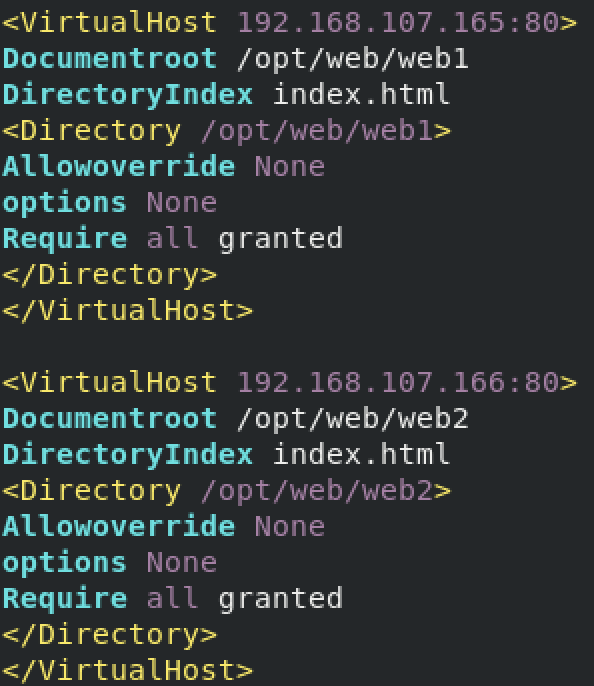 <VirtualHost 192.168.107.165:80>
Documentroot /opt/web/web1
DirectoryIndex index.html
<Directory /opt/web/web1>
Allowoverride None
options None
Require all granted
</Directory>
</VirtualHost>
<VirtualHost 192.168.107.166:80>
Documentroot /opt/web/web2
DirectoryIndex index.html
<Directory /opt/web/web2>
Allowoverride None
options None
Require all granted
</Directory>
</VirtualHost>